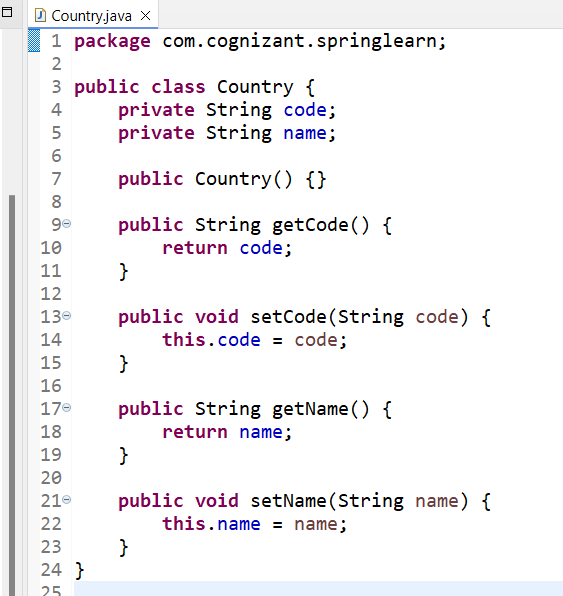 Country.java
1 package com.cognizant.springlearn;
2
3 public class Country {
4     private String code;
5     private String name;
6
7     public Country() {}
8
9     public String getCode() {
10         return code;
11     }
12
13     public void setCode(String code) {
14         this.code = code;
15     }
16
17     public String getName() {
18         return name;
19     }
20
21     public void setName(String name) {
22         this.name = name;
23     }
24 }
25